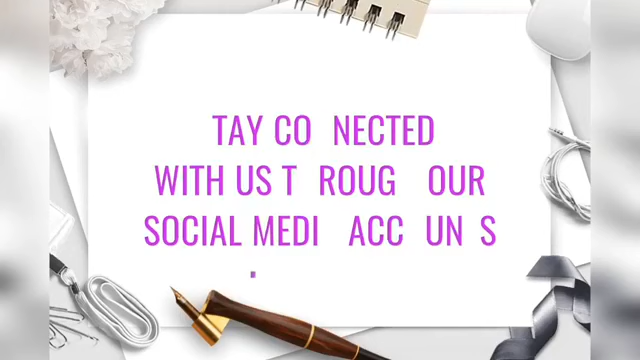 TAY CO NECTED
WITH US T ROUG OUR
SOCIAL MEDI ACC UN S
.